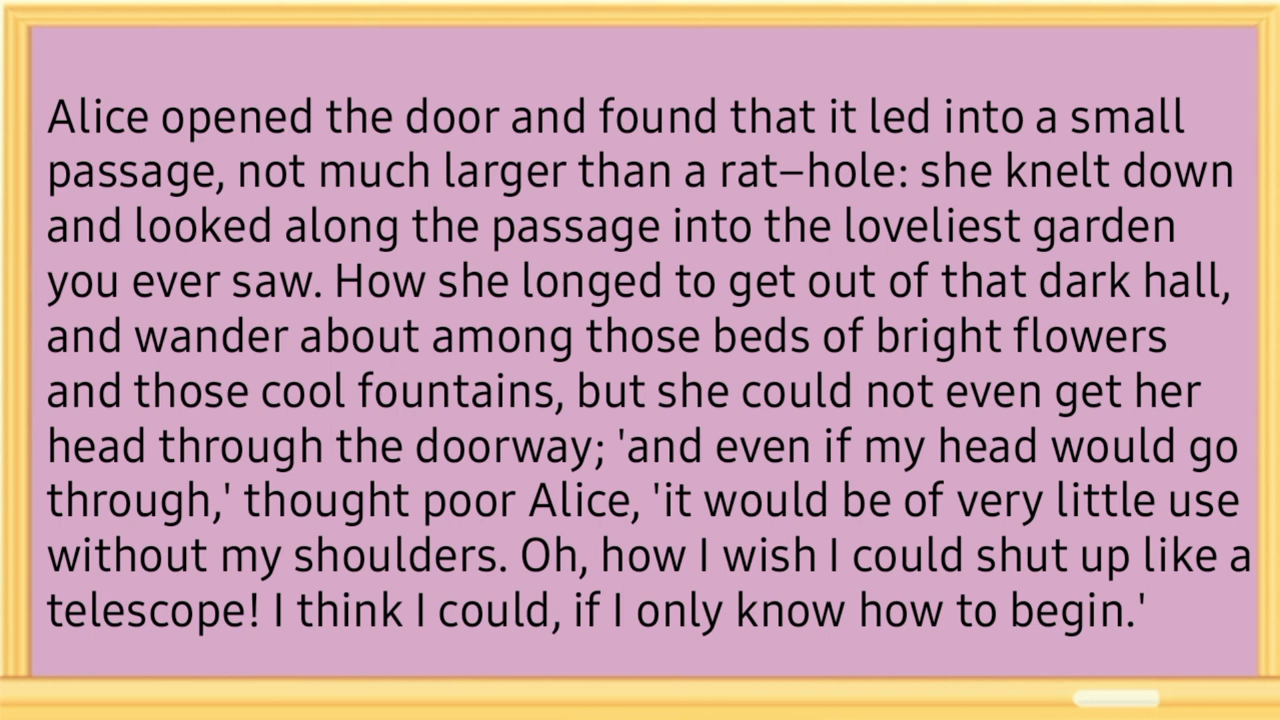 Alice opened the door and found that it led into a small
passage, not much larger than a rat–hole: she knelt down
and looked along the passage into the loveliest garden
you ever saw. How she longed to get out of that dark hall,
and wander about among those beds of bright flowers
and those cool fountains, but she could not even get her
head through the doorway; 'and even if my head would go
through,' thought poor Alice, 'it would be of very little use
without my shoulders. Oh, how I wish I could shut up like a
telescope! I think I could, if I only know how to begin.'